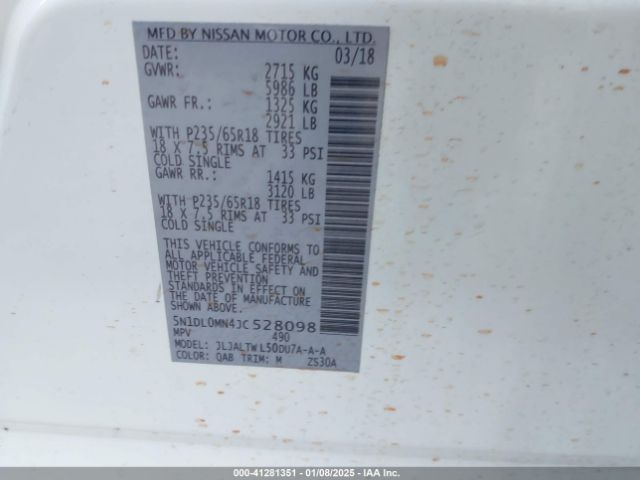 MFD BY NISSAN MOTOR CO., LTD.
DATE: 03/18
GVWR: 2715 KG
5986 LB
GAWR FR.: 1325 KG
2921 LB
WITH P235/65R18 TIRES
18 X 7.5 RIMS AT 33 PSI
COLD SINGLE
GAWR RR.: 1415 KG
3120 LB
WITH P235/65R18 TIRES
18 X 7.5 RIMS AT 33 PSI
COLD SINGLE
THIS VEHICLE CONFORMS TO
ALL APPLICABLE FEDERAL
MOTOR VEHICLE SAFETY AND
THEFT PREVENTION
STANDARDS IN EFFECT ON
THE DATE OF MANUFACTURE
SHOWN ABOVE.
5N1DL0MN4JC528098
MPV 490
MODEL: JLJALTWL50DU7A-A-A
COLOR: QAB TRIM: M ZS30A
000-41281351 - 01/08/2025 - IAA Inc.